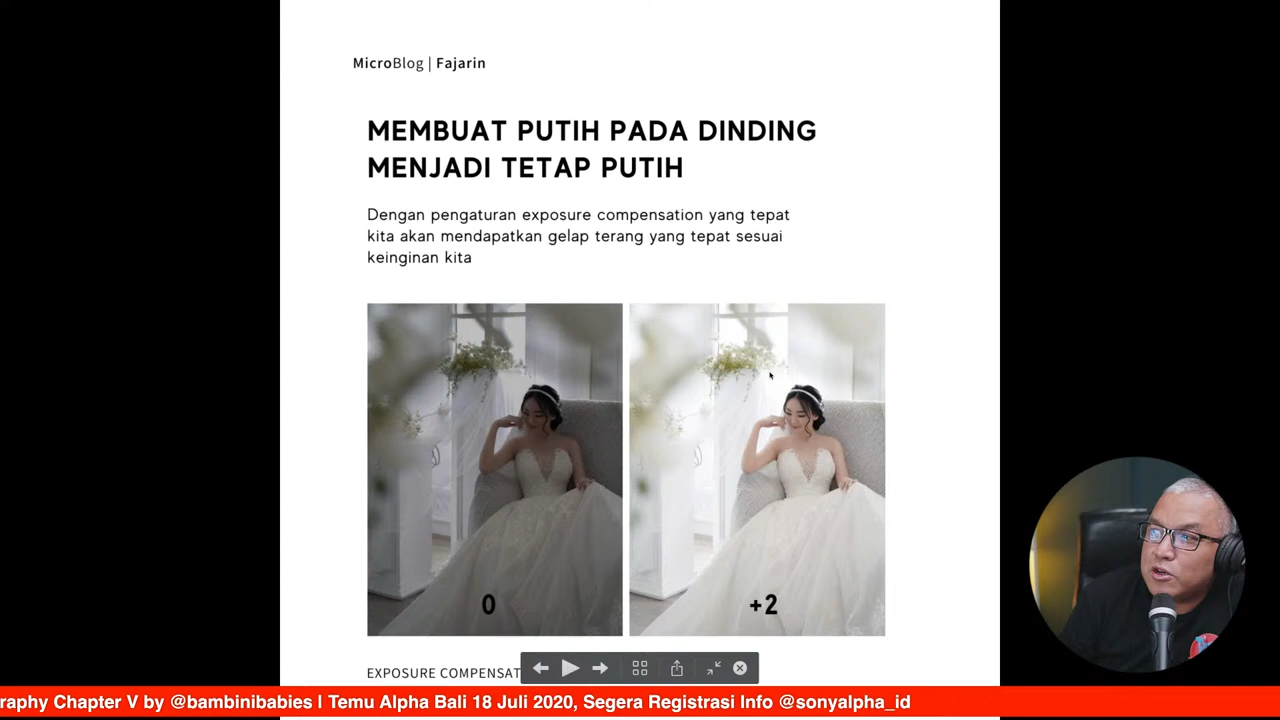 MicroBlog | Fajarin
MEMBUAT PUTIH PADA DINDING
MENJADI TETAP PUTIH
Dengan pengaturan exposure compensation yang tepat
kita akan mendapatkan gelap terang yang tepat sesuai
keinginan kita
0
+2
EXPOSURE COMPENSAT
raphy Chapter V by @bambinibabies I Temu Alpha Bali 18 Juli 2020, Segera Registrasi Info @sonyalpha_id